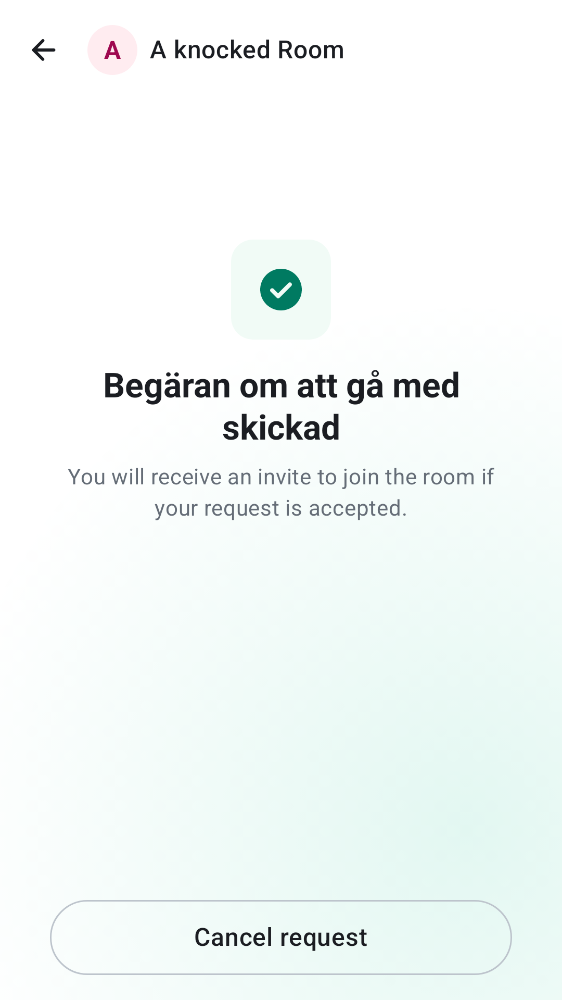 A
A knocked Room
Begäran om att gå med
skickad
You will receive an invite to join the room if
your request is accepted.
Cancel request